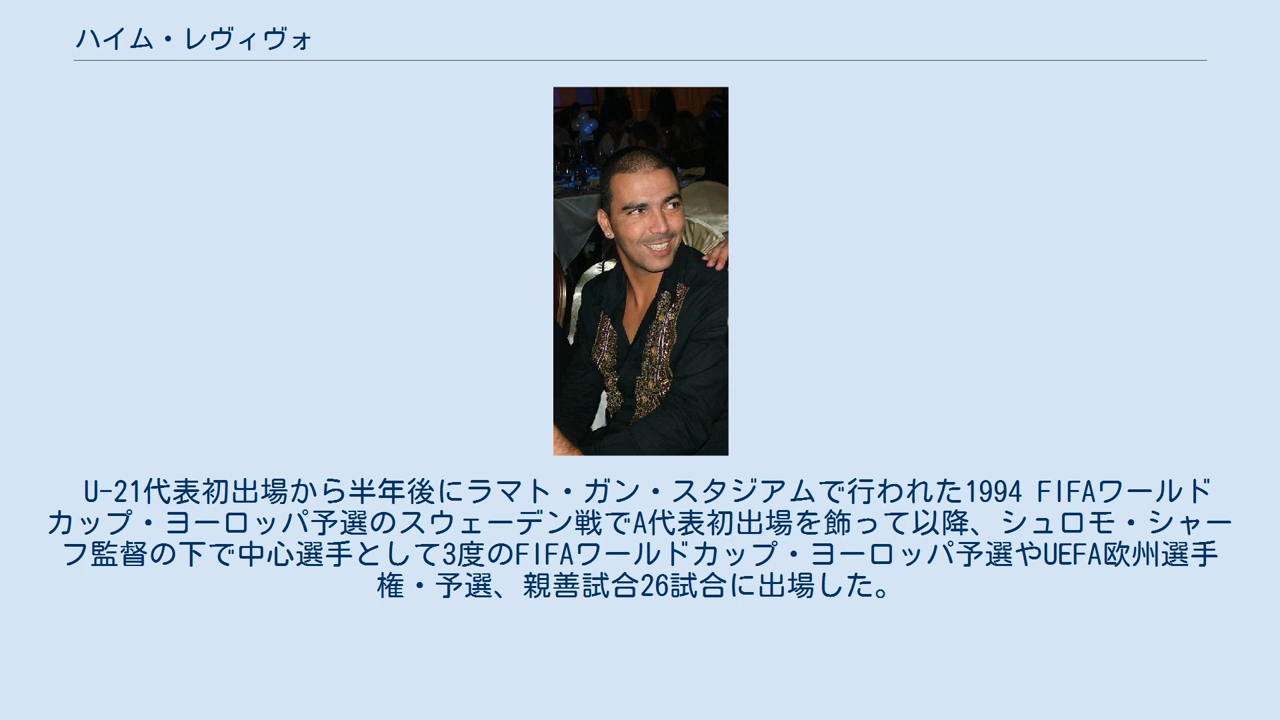 ハイム・レヴィヴォ
U-21代表初出場から半年後にラマト・ガン・スタジアムで行われた1994 FIFAワールド
カップ・ヨーロッパ予選のスウェーデン戦でA代表初出場を飾って以降、シュロモ・シャー
フ監督の下で中心選手として3度のFIFAワールドカップ・ヨーロッパ予選やUEFA欧州選手
権・予選、親善試合26試合に出場した。